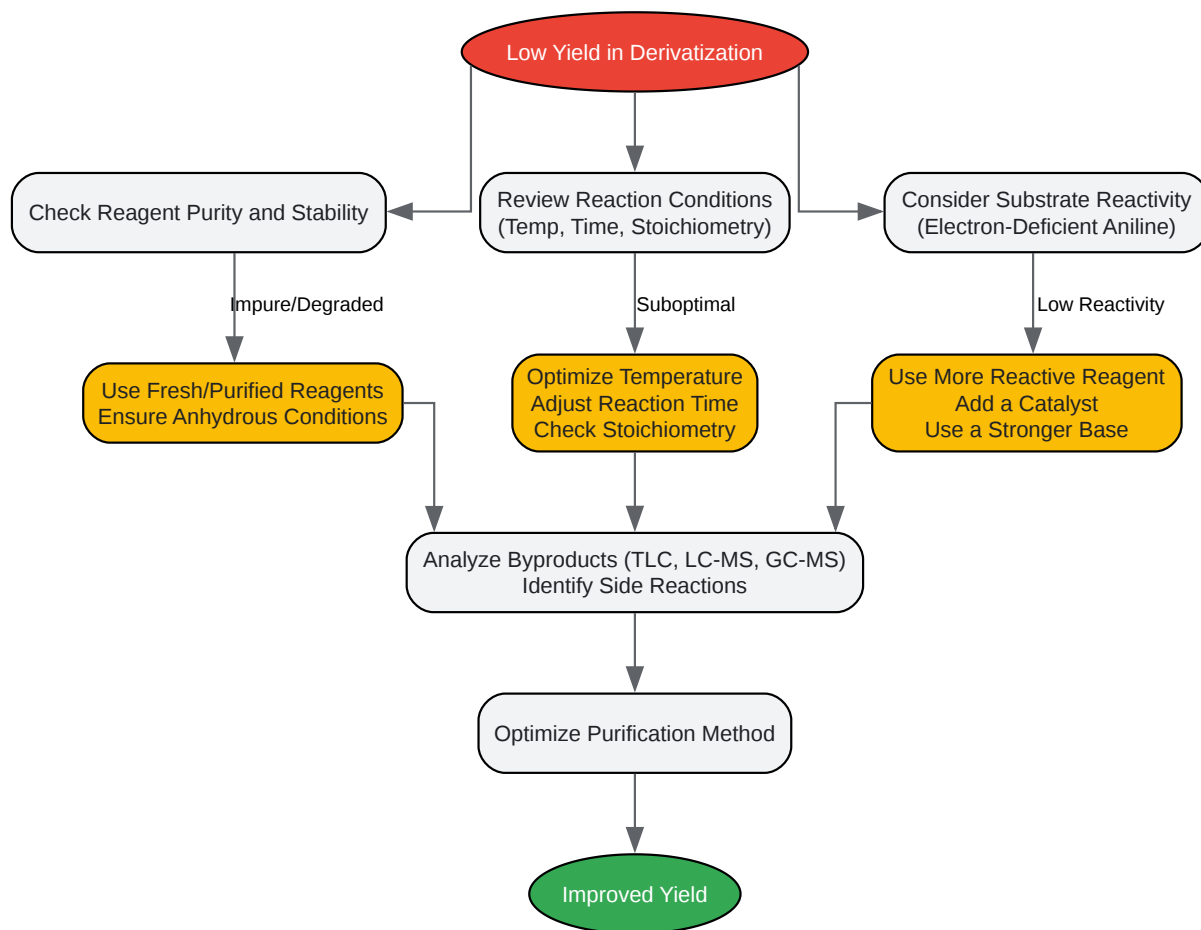 Low Yield in Derivatization
Check Reagent Purity and Stability
Review Reaction Conditions
(Temp, Time, Stoichiometry)
Consider Substrate Reactivity
(Electron-Deficient Aniline)
Impure/Degraded
Suboptimal
Low Reactivity
Use Fresh/Purified Reagents
Ensure Anhydrous Conditions
Optimize Temperature
Adjust Reaction Time
Check Stoichiometry
Use More Reactive Reagent
Add a Catalyst
Use a Stronger Base
Analyze Byproducts (TLC, LC-MS, GC-MS)
Identify Side Reactions
Optimize Purification Method
Improved Yield